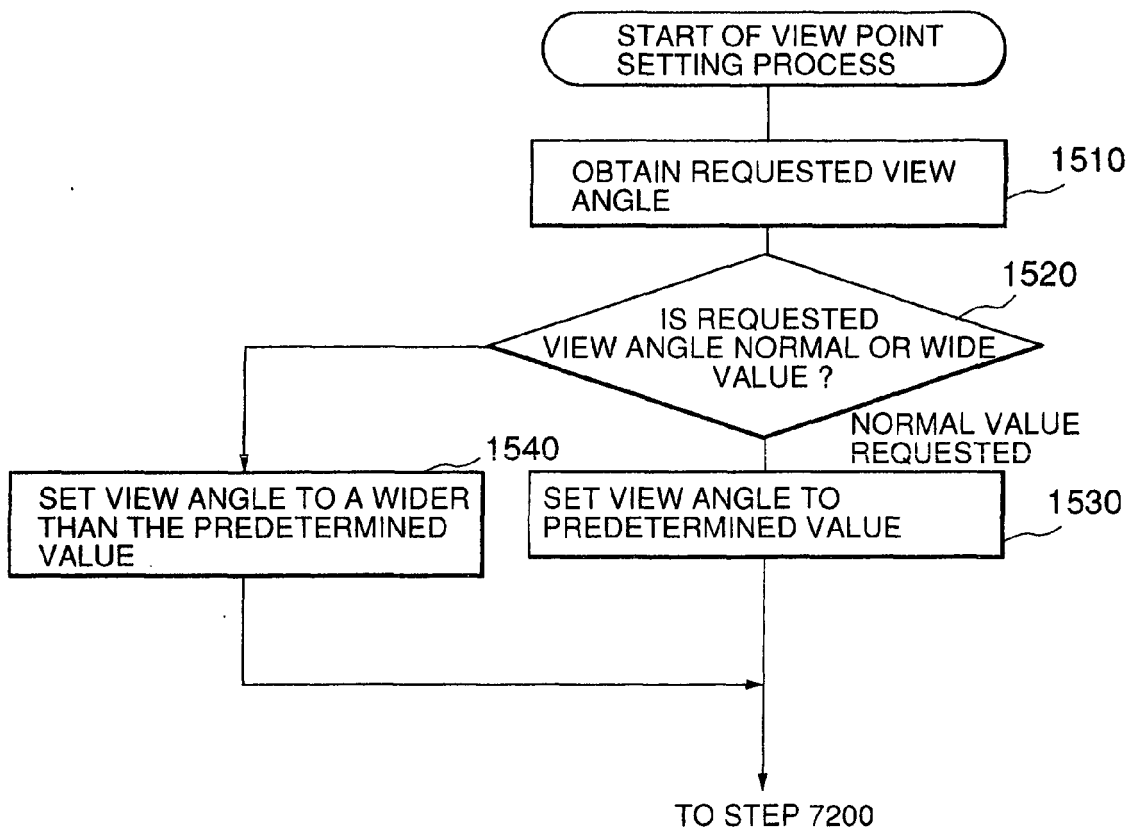 START OF VIEW POINT
SETTING PROCESS
OBTAIN REQUESTED VIEW
ANGLE
1510
1520
IS REQUESTED
VIEW ANGLE NORMAL OR WIDE
VALUE ?
NORMAL VALUE
REQUESTED
1540
SET VIEW ANGLE TO A WIDER
THAN THE PREDETERMINED
VALUE
SET VIEW ANGLE TO
PREDETERMINED VALUE
1530
TO STEP 7200